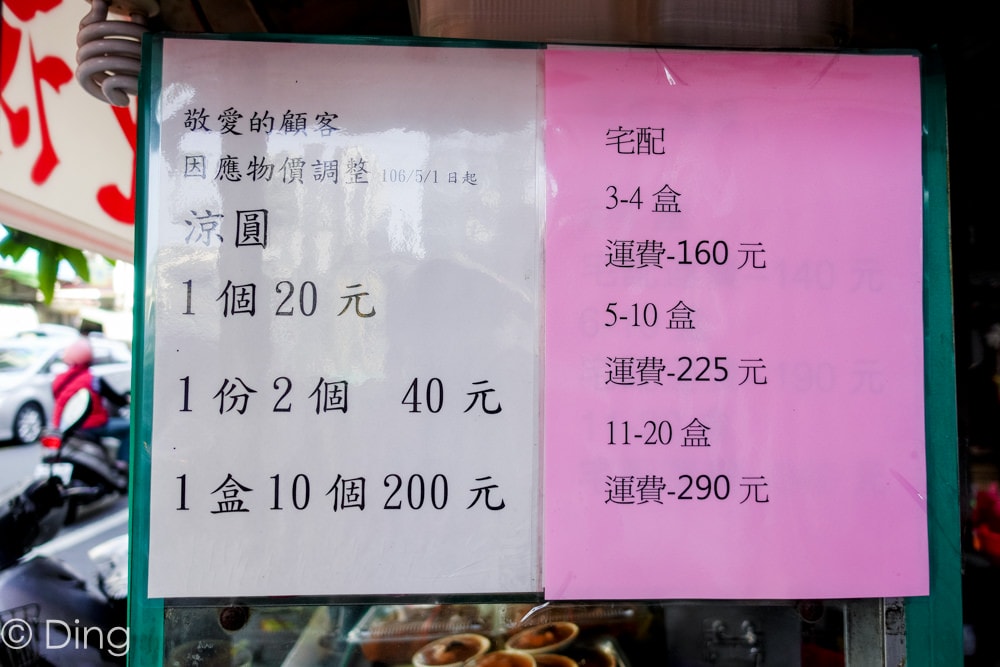 敬愛的顧客
因應物價調整 106/5/1 日起
涼圓
1 個 20 元
1 份 2 個 40 元
1 盒 10 個 200 元
宅配
3-4 盒
運費-160 元
5-10 盒
運費-225 元
11-20 盒
運費-290 元
© Ding